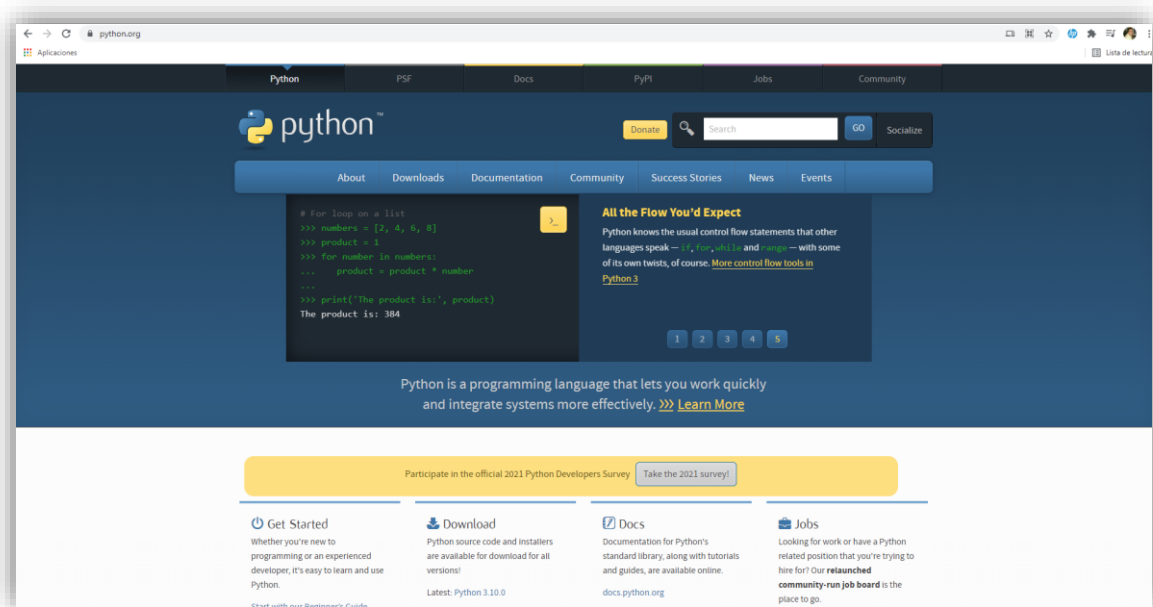 python.org
Aplicaciones
Lista de lectura
Python PSF Docs PyPI Jobs Community
python™
Donate Search GO Socialize
About Downloads Documentation Community Success Stories News Events
# For loop on a list
>>> numbers = [2, 4, 6, 8]
>>> product = 1
>>> for number in numbers:
...    product = product * number
...
>>> print('The product is:', product)
The product is: 384
>_
All the Flow You'd Expect
Python knows the usual control flow statements that other
languages speak — if, for, while and range — with some
of its own twists, of course. More control flow tools in
Python 3
1 2 3 4 5
Python is a programming language that lets you work quickly
and integrate systems more effectively. >>> Learn More
Participate in the official 2021 Python Developers Survey Take the 2021 survey!
Get Started
Whether you're new to
programming or an experienced
developer, it's easy to learn and use
Python.
Start with our Beginner's Guide
Download
Python source code and installers
are available for download for all
versions!
Latest: Python 3.10.0
Docs
Documentation for Python's
standard library, along with tutorials
and guides, are available online.
docs.python.org
Jobs
Looking for work or have a Python
related position that you're trying to
hire for? Our relaunched
community-run job board is the
place to go.